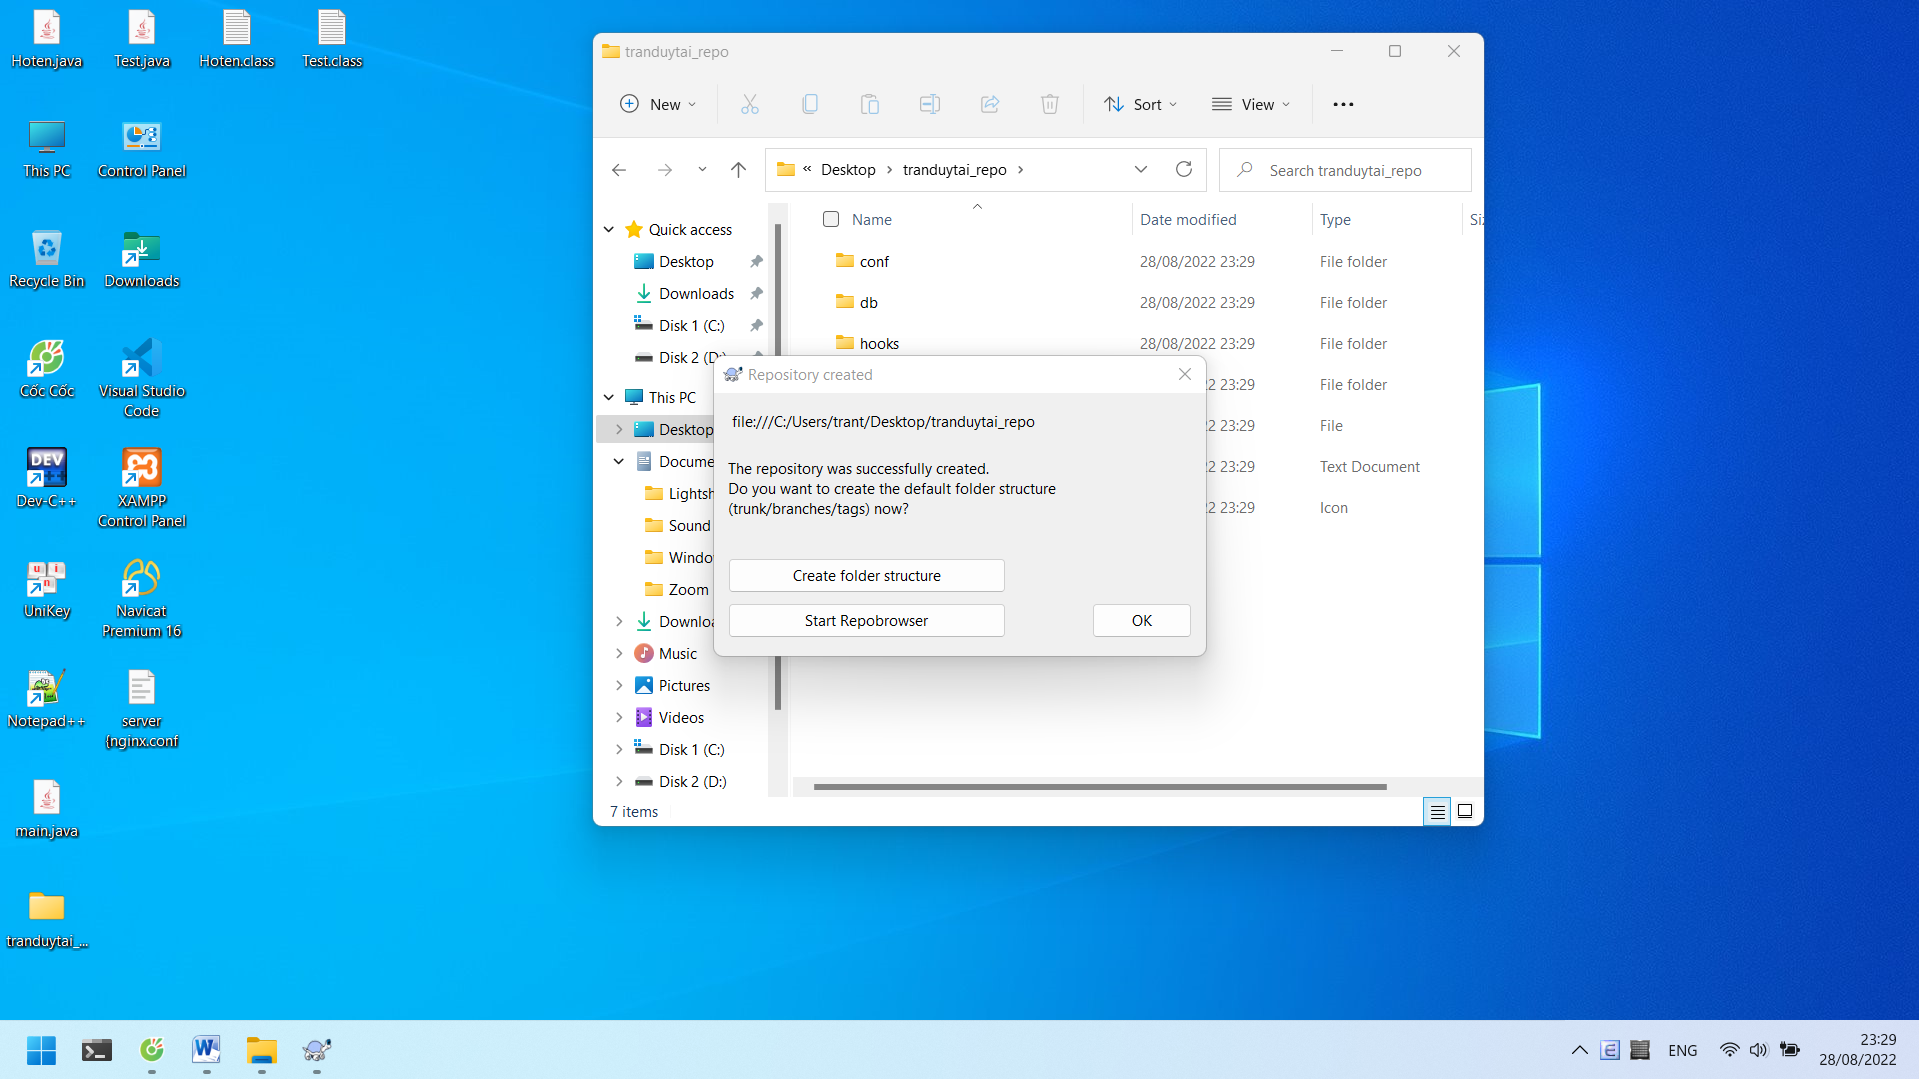 Hoten.java
Test.java
Hoten.class
Test.class
This PC
Control Panel
Recycle Bin
Downloads
Cốc Cốc
Visual Studio
Code
Dev-C++
XAMPP
Control Panel
UniKey
Navicat
Premium 16
Notepad++
server
{nginx.conf
main.java
tranduytai_...
tranduytai_repo
New
Sort
View
« Desktop › tranduytai_repo ›
Search tranduytai_repo
Quick access
Desktop
Downloads
Disk 1 (C:)
Disk 2 (D:)
This PC
Desktop
Docume
Lightsh
Sound
Windo
Zoom
Downloa
Music
Pictures
Videos
Disk 1 (C:)
Disk 2 (D:)
Name Date modified Type Si
conf 28/08/2022 23:29 File folder
db 28/08/2022 23:29 File folder
hooks 28/08/2022 23:29 File folder
2 23:29 File folder
2 23:29 File
2 23:29 Text Document
2 23:29 Icon
7 items
Repository created
file:///C:/Users/trant/Desktop/tranduytai_repo
The repository was successfully created.
Do you want to create the default folder structure
(trunk/branches/tags) now?
Create folder structure
Start Repobrowser
OK
ENG
23:29
28/08/2022